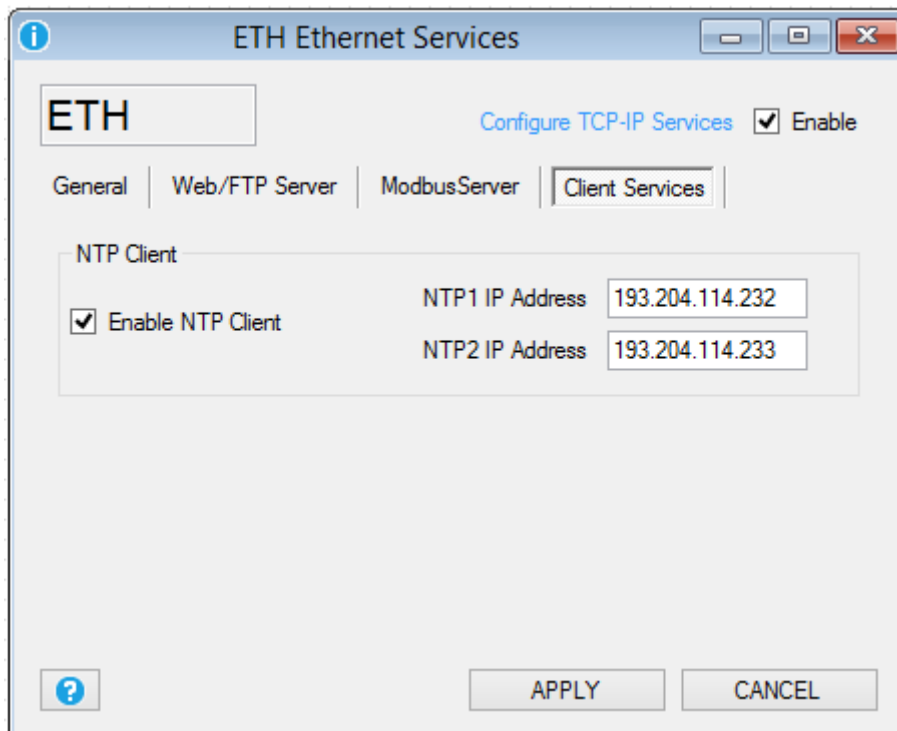 ETH Ethernet Services
ETH
Configure TCP-IP Services Enable
General Web/FTP Server ModbusServer Client Services
NTP Client
NTP1 IP Address 193.204.114.232
Enable NTP Client
NTP2 IP Address 193.204.114.233
APPLY CANCEL